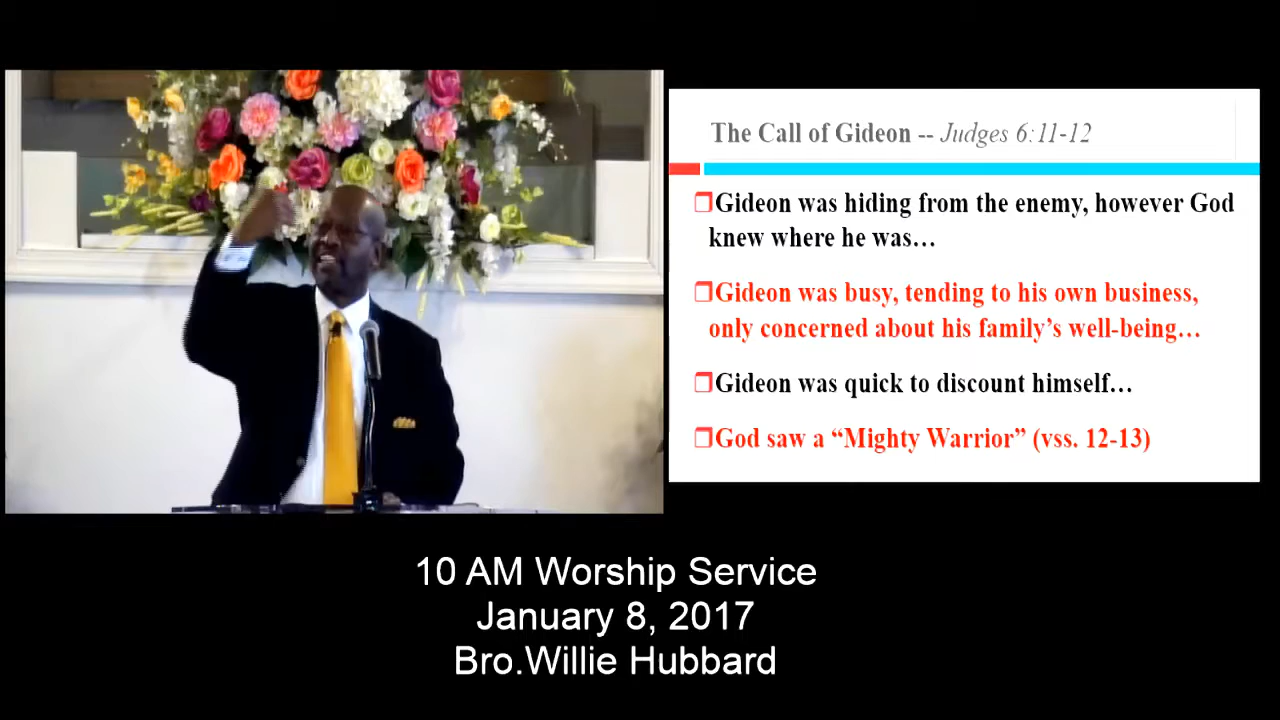 The Call of Gideon -- Judges 6:11-12
Gideon was hiding from the enemy, however God
knew where he was…
Gideon was busy, tending to his own business,
only concerned about his family’s well-being…
Gideon was quick to discount himself…
God saw a “Mighty Warrior” (vss. 12-13)
10 AM Worship Service
January 8, 2017
Bro.Willie Hubbard